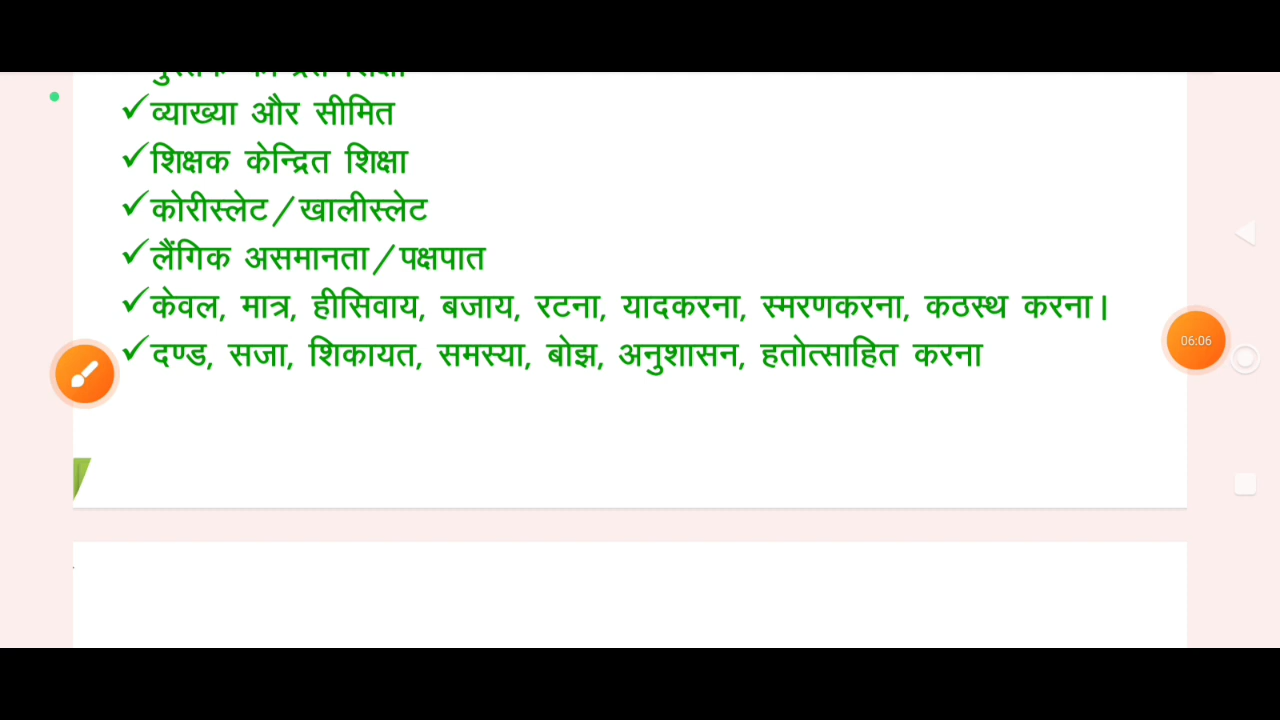 व्याख्या और सीमित
शिक्षक केन्द्रित शिक्षा
कोरीस्लेट/खालीस्लेट
लैंगिक असमानता/पक्षपात
केवल, मात्र, हीसिवाय, बजाय, रटना, यादकरना, स्मरणकरना, कठस्थ करना।
दण्ड, सजा, शिकायत, समस्या, बोझ, अनुशासन, हतोत्साहित करना
06:06